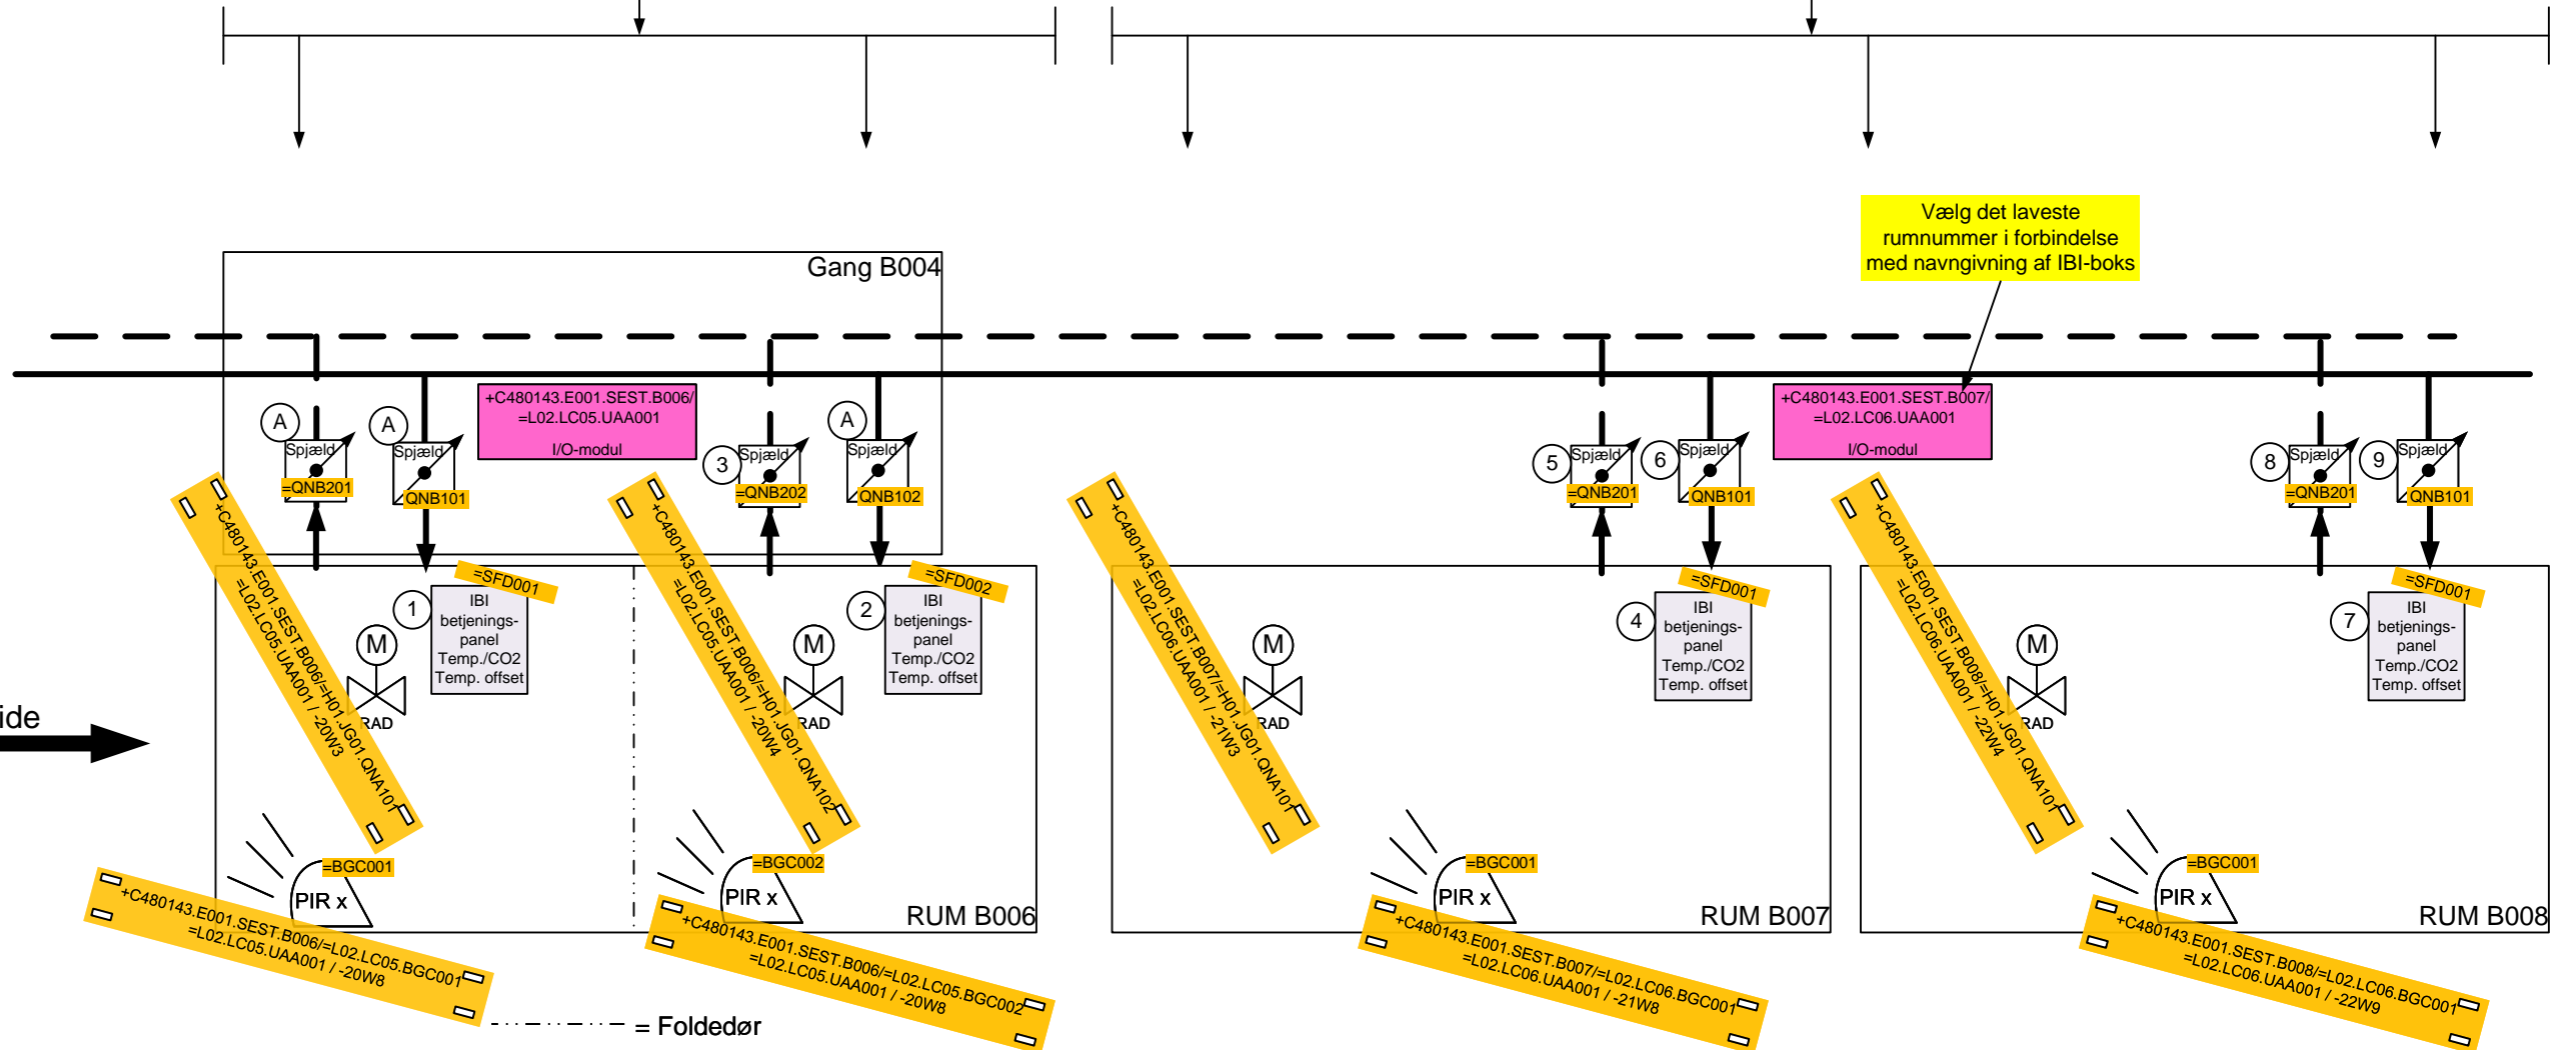 Vælg det laveste
rumnummer i forbindelse
med navngivning af IBI-boks
Gang B004
+C480143.E001.SEST.B006/
=L02.LC05.UAA001
I/O-modul
+C480143.E001.SEST.B007/
=L02.LC06.UAA001
I/O-modul
A
Spjæld
=QNB201
A
Spjæld
QNB101
3
Spjæld
=QNB202
A
Spjæld
QNB102
5
Spjæld
=QNB201
6
Spjæld
QNB101
8
Spjæld
=QNB201
9
Spjæld
QNB101
+C480143.E001.SEST.B006/=H01.JG01.QNA101
=L02.LC05.UAA001 / -20W3
+C480143.E001.SEST.B006/=H01.JG01.QNA102
=L02.LC05.UAA001 / -20W4
+C480143.E001.SEST.B007/=H01.JG01.QNA101
=L02.LC06.UAA001 / -21W3
+C480143.E001.SEST.B008/=H01.JG01.QNA101
=L02.LC06.UAA001 / -22W4
=SFD001
1
IBI
betjenings-
panel
Temp./CO2
Temp. offset
=SFD002
2
IBI
betjenings-
panel
Temp./CO2
Temp. offset
=SFD001
4
IBI
betjenings-
panel
Temp./CO2
Temp. offset
=SFD001
7
IBI
betjenings-
panel
Temp./CO2
Temp. offset
M
RAD
M
RAD
M
RAD
M
RAD
ide
=BGC001
PIR x
=BGC002
PIR x
RUM B006
=BGC001
PIR x
RUM B007
=BGC001
PIR x
RUM B008
+C480143.E001.SEST.B006/=L02.LC05.BGC001
=L02.LC05.UAA001 / -20W8
+C480143.E001.SEST.B006/=L02.LC05.BGC002
=L02.LC05.UAA001 / -20W8
+C480143.E001.SEST.B007/=L02.LC06.BGC001
=L02.LC06.UAA001 / -21W8
+C480143.E001.SEST.B008/=L02.LC06.BGC001
=L02.LC06.UAA001 / -22W9
= Foldedør